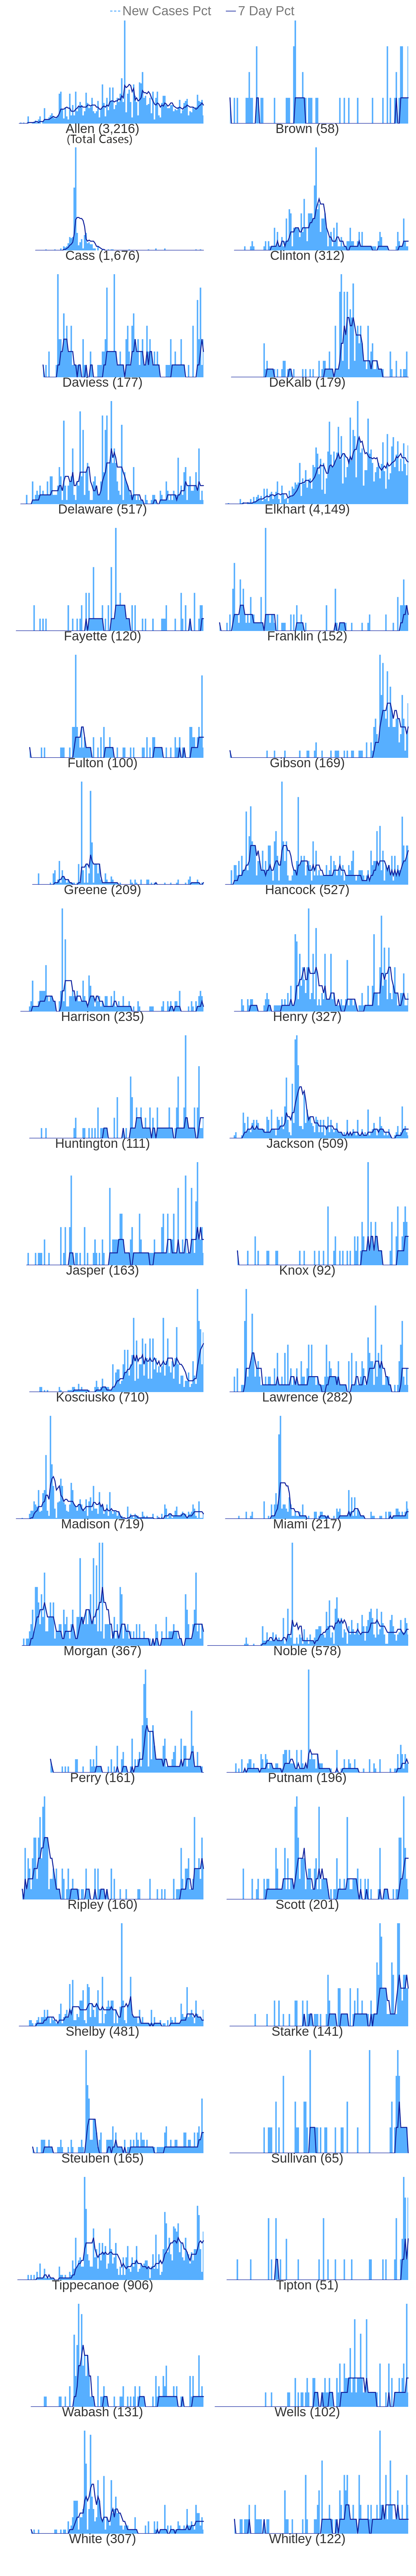 New Cases Pct 7 Day Pct
Allen (3,216) Brown (58)
(Total Cases)
Cass (1,676) Clinton (312)
Daviess (177) DeKalb (179)
Delaware (517) Elkhart (4,149)
Fayette (120) Franklin (152)
Fulton (100) Gibson (169)
Greene (209) Hancock (527)
Harrison (235) Henry (327)
Huntington (111) Jackson (509)
Jasper (163) Knox (92)
Kosciusko (710) Lawrence (282)
Madison (719) Miami (217)
Morgan (367) Noble (578)
Perry (161) Putnam (196)
Ripley (160) Scott (201)
Shelby (481) Starke (141)
Steuben (165) Sullivan (65)
Tippecanoe (906) Tipton (51)
Wabash (131) Wells (102)
White (307) Whitley (122)